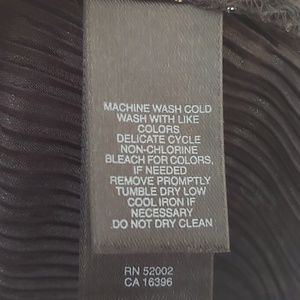 MACHINE WASH COLD
WASH WITH LIKE
COLORS
DELICATE CYCLE
NON-CHLORINE
BLEACH FOR COLORS,
IF NEEDED
REMOVE PROMPTLY
TUMBLE DRY LOW
COOL IRON IF
NECESSARY
DO NOT DRY CLEAN
RN 52002
CA 16396